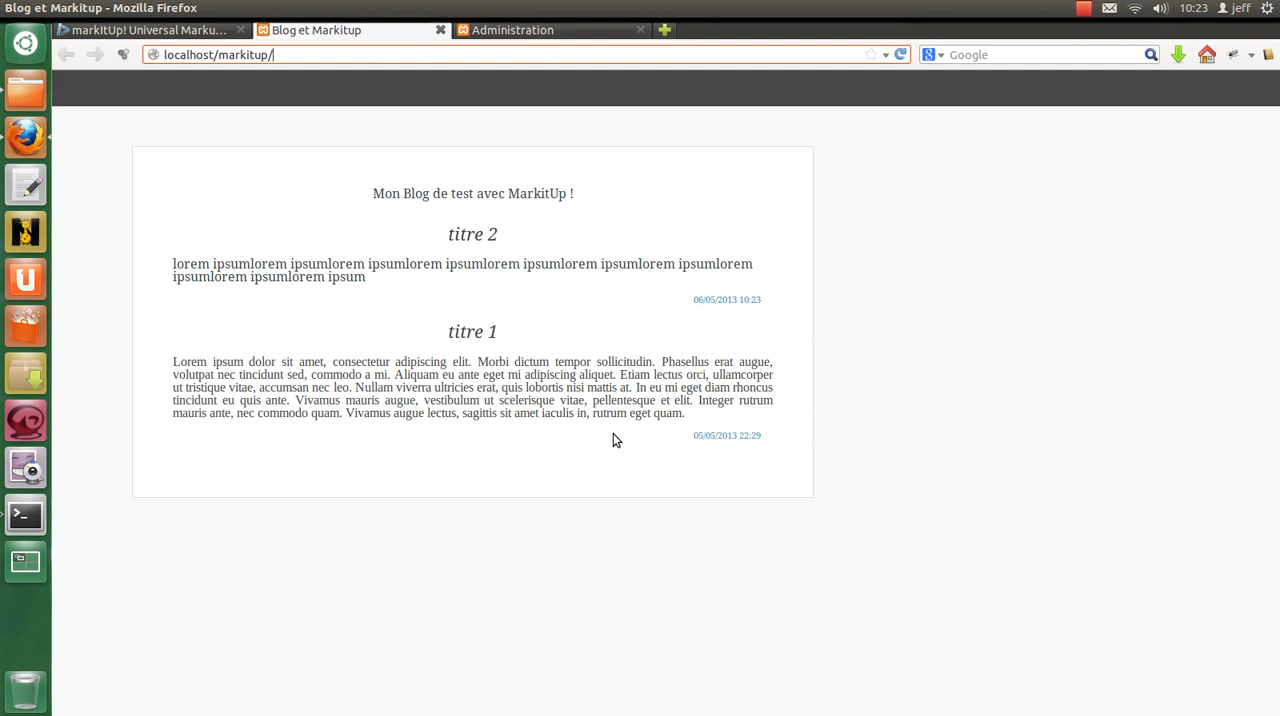 Blog et Markitup - Mozilla Firefox
10:23 jeff
markItUp! Universal Marku...
Blog et Markitup
Administration
localhost/markitup/
Google
Mon Blog de test avec MarkitUp !
titre 2
lorem ipsumlorem ipsumlorem ipsumlorem ipsumlorem ipsumlorem ipsumlorem ipsumlorem
ipsumlorem ipsumlorem ipsum
06/05/2013 10:23
titre 1
Lorem ipsum dolor sit amet, consectetur adipiscing elit. Morbi dictum tempor sollicitudin. Phasellus erat augue,
volutpat nec tincidunt sed, commodo a mi. Aliquam eu ante eget mi adipiscing aliquet. Etiam lectus orci, ullamcorper
ut tristique vitae, accumsan nec leo. Nullam viverra ultricies erat, quis lobortis nisi mattis at. In eu mi eget diam rhoncus
tincidunt eu quis ante. Vivamus mauris augue, vestibulum ut scelerisque vitae, pellentesque et elit. Integer rutrum
mauris ante, nec commodo quam. Vivamus augue lectus, sagittis sit amet iaculis in, rutrum eget quam.
05/05/2013 22:29